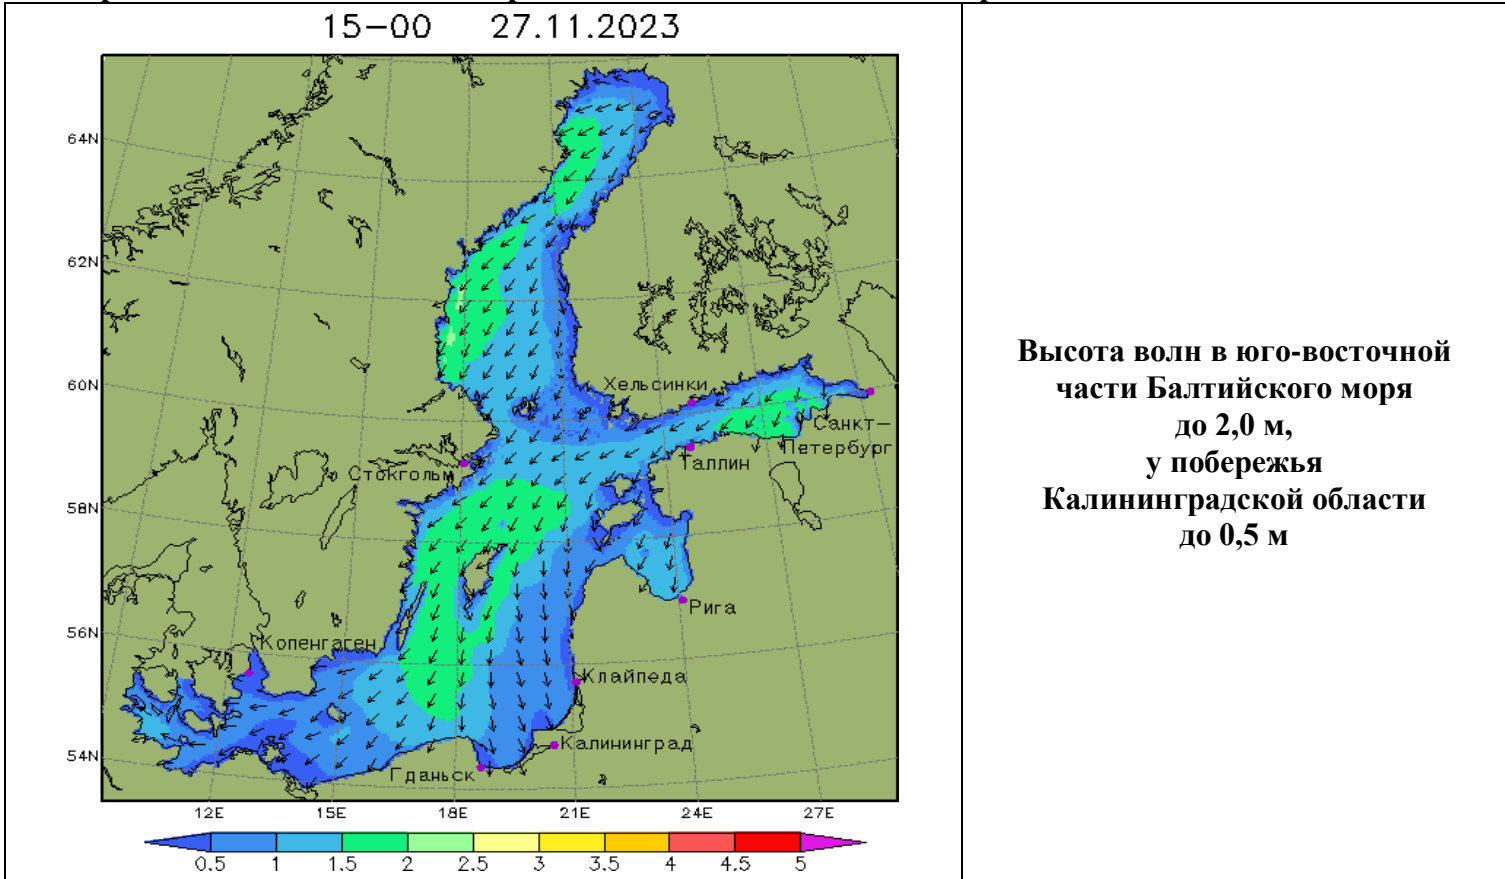 15-00 27.11.2023
64N
62N
60N
58N
56N
54N
Хельсинки
Санкт-
Петербург
Таллин
Стокгольм
Рига
Копенгаген
Клайпеда
Калининград
Гданьск
12E 15E 18E 21E 24E 27E
0.5 1 1.5 2 2.5 3 3.5 4 4.5 5
Высота волн в юго-восточной
части Балтийского моря
до 2,0 м,
у побережья
Калининградской области
до 0,5 м